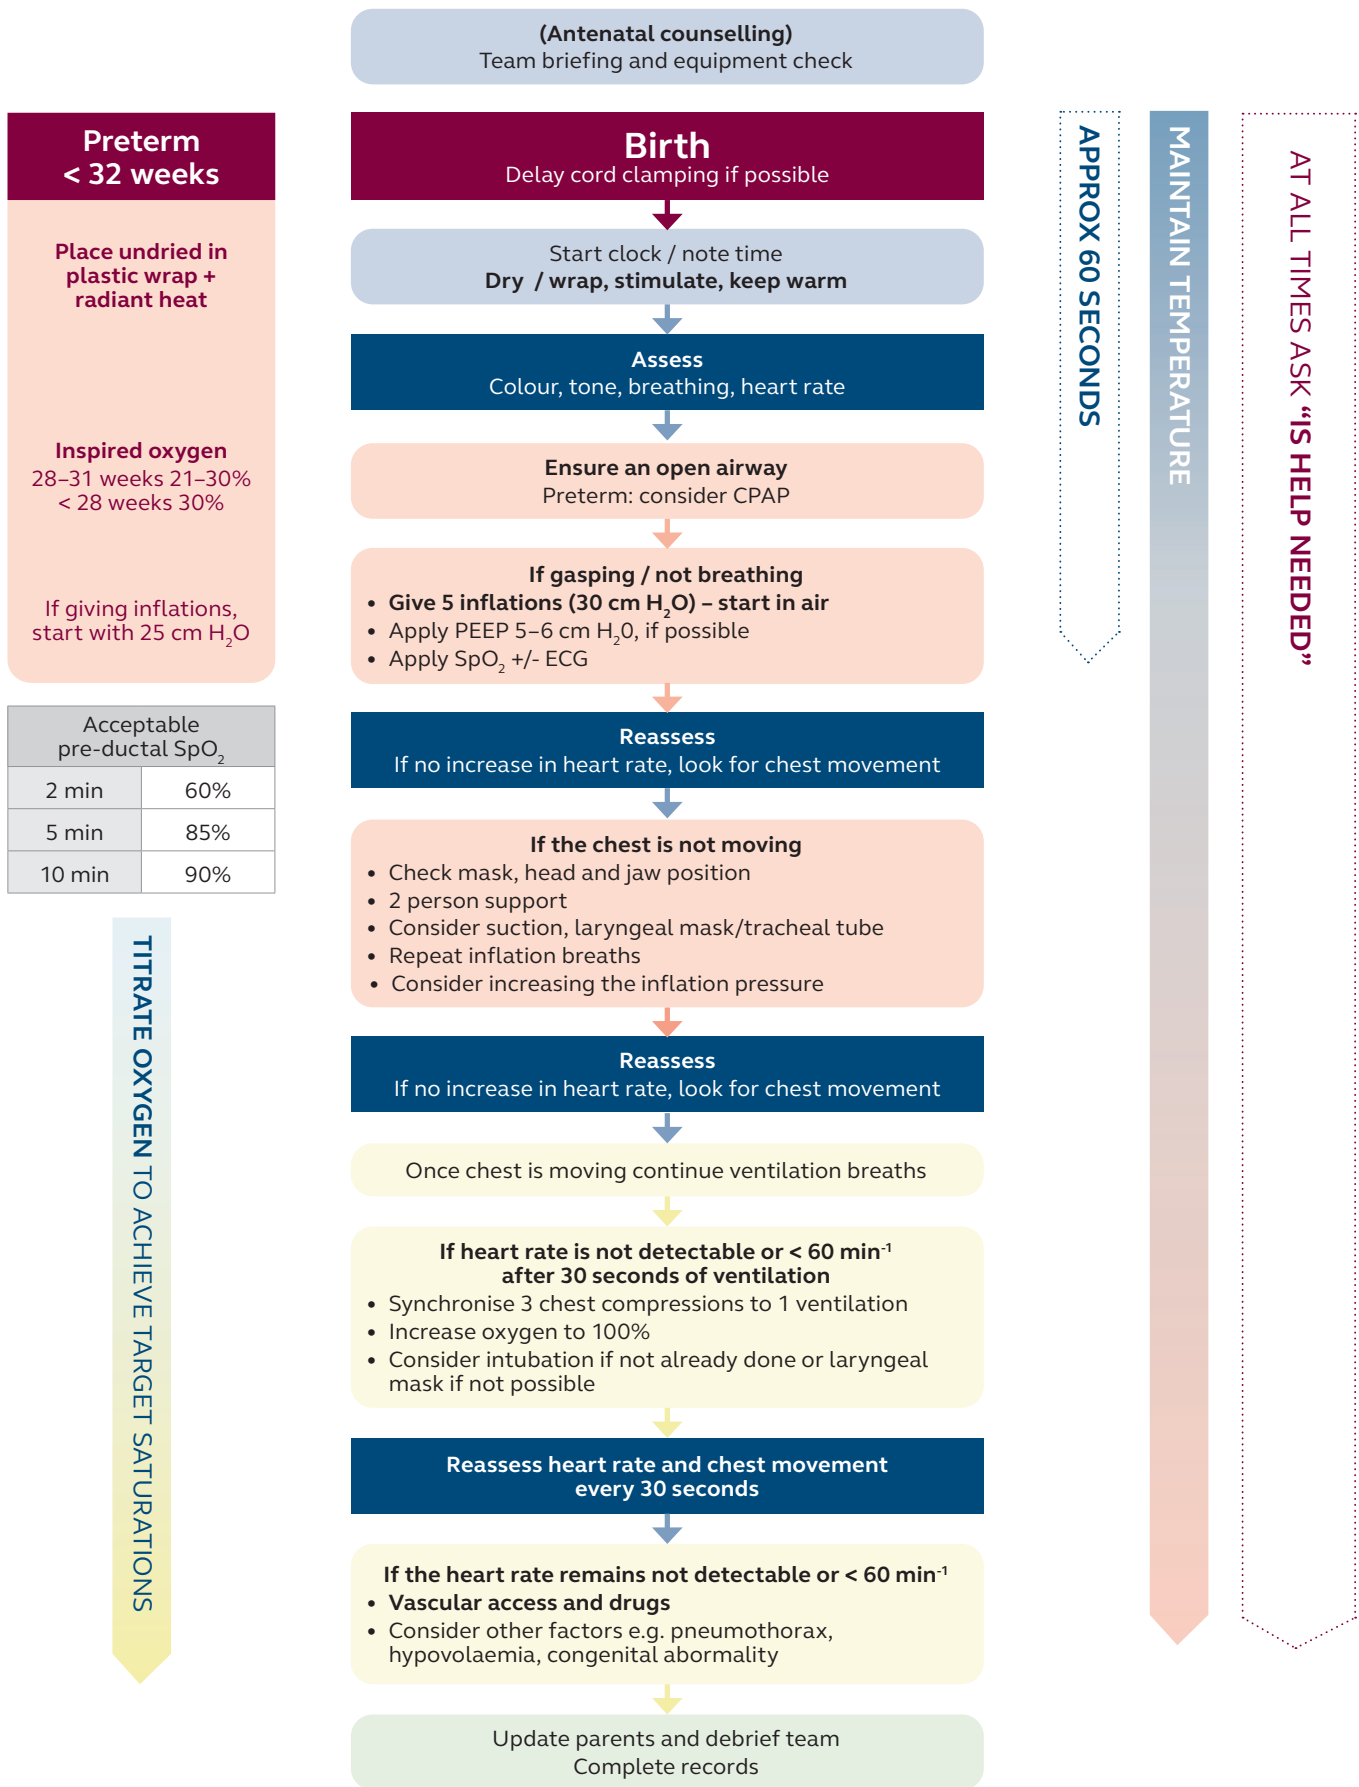 (Antenatal counselling)
Team briefing and equipment check
Preterm
< 32 weeks
Place undried in
plastic wrap +
radiant heat
Inspired oxygen
28–31 weeks 21–30%
< 28 weeks 30%
If giving inflations,
start with 25 cm H₂O
Acceptable
pre-ductal SpO₂
2 min 60%
5 min 85%
10 min 90%
TITRATE OXYGEN TO ACHIEVE TARGET SATURATIONS
Birth
Delay cord clamping if possible
Start clock / note time
Dry / wrap, stimulate, keep warm
Assess
Colour, tone, breathing, heart rate
Ensure an open airway
Preterm: consider CPAP
If gasping / not breathing
• Give 5 inflations (30 cm H₂O) – start in air
• Apply PEEP 5–6 cm H₂0, if possible
• Apply SpO₂ +/- ECG
Reassess
If no increase in heart rate, look for chest movement
If the chest is not moving
• Check mask, head and jaw position
• 2 person support
• Consider suction, laryngeal mask/tracheal tube
• Repeat inflation breaths
• Consider increasing the inflation pressure
Reassess
If no increase in heart rate, look for chest movement
Once chest is moving continue ventilation breaths
If heart rate is not detectable or < 60 min⁻¹
after 30 seconds of ventilation
• Synchronise 3 chest compressions to 1 ventilation
• Increase oxygen to 100%
• Consider intubation if not already done or laryngeal
mask if not possible
Reassess heart rate and chest movement
every 30 seconds
If the heart rate remains not detectable or < 60 min⁻¹
• Vascular access and drugs
• Consider other factors e.g. pneumothorax,
hypovolaemia, congenital abormality
Update parents and debrief team
Complete records
APPROX 60 SECONDS
MAINTAIN TEMPERATURE
AT ALL TIMES ASK “IS HELP NEEDED”